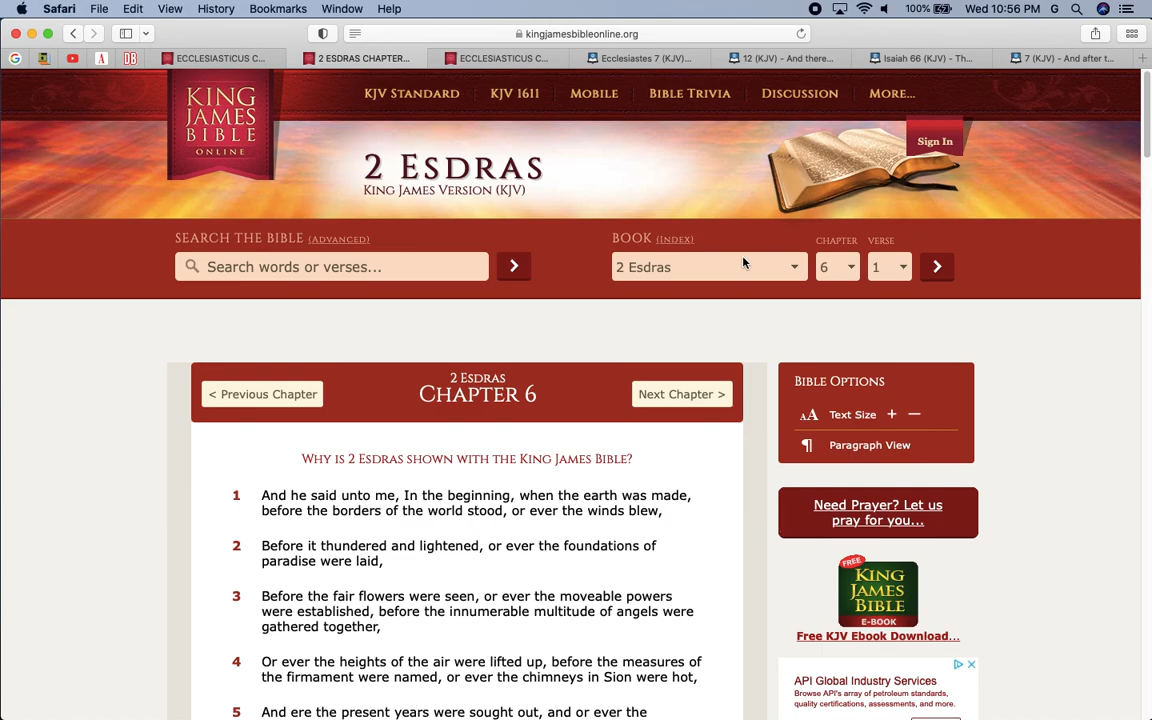 Safari File Edit View History Bookmarks Window Help 100% Wed 10:56 PM G
kingjamesbibleonline.org
ECCLESIASTICUS C... 2 ESDRAS CHAPTER... ECCLESIASTICUS C... Ecclesiastes 7 (KJV)... 12 (KJV) - And there... Isaiah 66 (KJV) - Th... 7 (KJV) - And after t...
KING
JAMES
BIBLE
ONLINE
KJV STANDARD KJV 1611 MOBILE BIBLE TRIVIA DISCUSSION MORE...
Sign In
2 ESDRAS
KING JAMES VERSION (KJV)
SEARCH THE BIBLE (ADVANCED) BOOK (INDEX) CHAPTER VERSE
Search words or verses... 2 Esdras 6 1
2 ESDRAS
< Previous Chapter CHAPTER 6 Next Chapter >
WHY IS 2 ESDRAS SHOWN WITH THE KING JAMES BIBLE?
1 And he said unto me, In the beginning, when the earth was made,
before the borders of the world stood, or ever the winds blew,
2 Before it thundered and lightened, or ever the foundations of
paradise were laid,
3 Before the fair flowers were seen, or ever the moveable powers
were established, before the innumerable multitude of angels were
gathered together,
4 Or ever the heights of the air were lifted up, before the measures of
the firmament were named, or ever the chimneys in Sion were hot,
5 And ere the present years were sought out, and or ever the
BIBLE OPTIONS
AA Text Size + −
¶ Paragraph View
Need Prayer? Let us
pray for you...
FREE
KING
JAMES
BIBLE
E-BOOK
Free KJV Ebook Download...
API Global Industry Services
Browse API's array of petroleum standards,
quality certifications, assessments, and more.